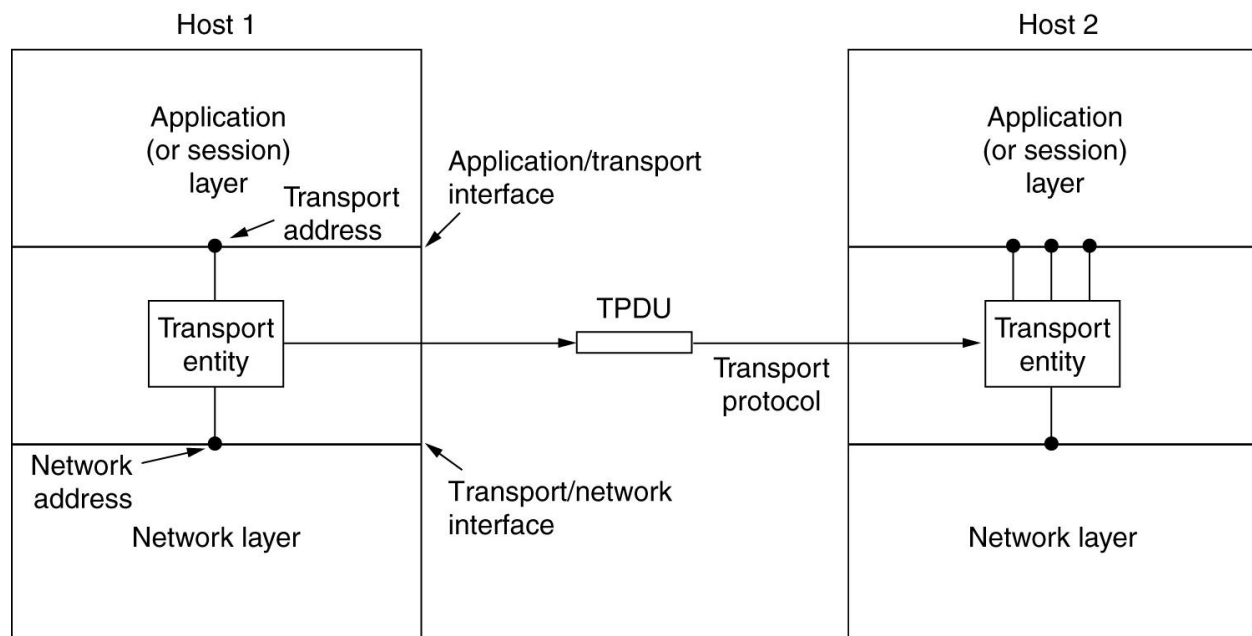 Host 1
Host 2
Application
(or session)
layer
Transport
address
Application/transport
interface
Application
(or session)
layer
Transport
entity
TPDU
Transport
protocol
Transport
entity
Network
address
Transport/network
interface
Network layer
Network layer